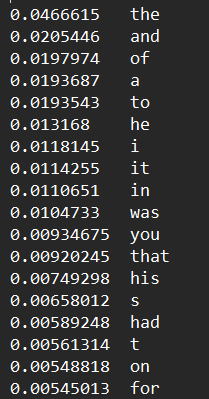 0.0466615 the
0.0205446 and
0.0197974 of
0.0193687 a
0.0193543 to
0.013168 he
0.0118145 i
0.0114255 it
0.0110651 in
0.0104733 was
0.00934675 you
0.00920245 that
0.00749298 his
0.00658012 s
0.00589248 had
0.00561314 t
0.00548818 on
0.00545013 for